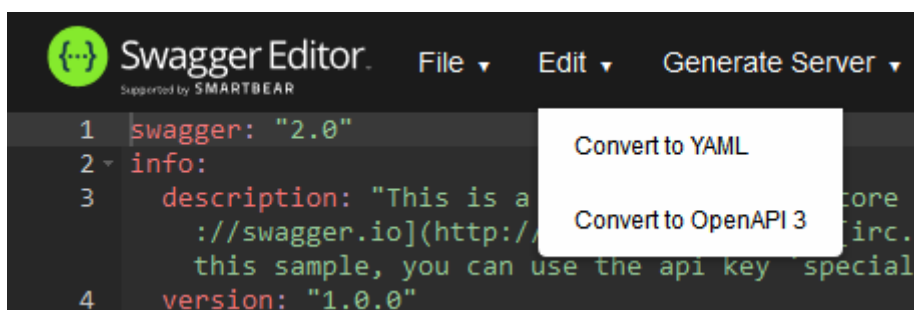 {···} Swagger Editor. File ▾ Edit ▾ Generate Server ▾
Supported by SMARTBEAR
1 swagger: "2.0"
Convert to YAML
2 info:
3 description: "This is a tore
Convert to OpenAPI 3
://swagger.io](http:/ [irc.
this sample, you can use the api key `special
4 version: "1.0.0"